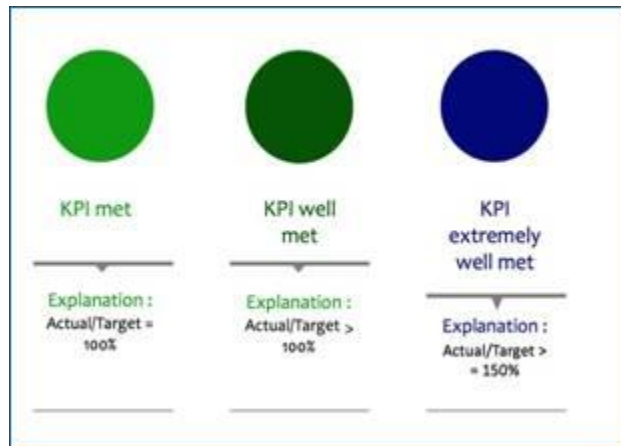 KPI met
Explanation :
Actual/Target =
100%
KPI well
met
Explanation :
Actual/Target >
100%
KPI
extremely
well met
Explanation :
Actual/Target >
= 150%